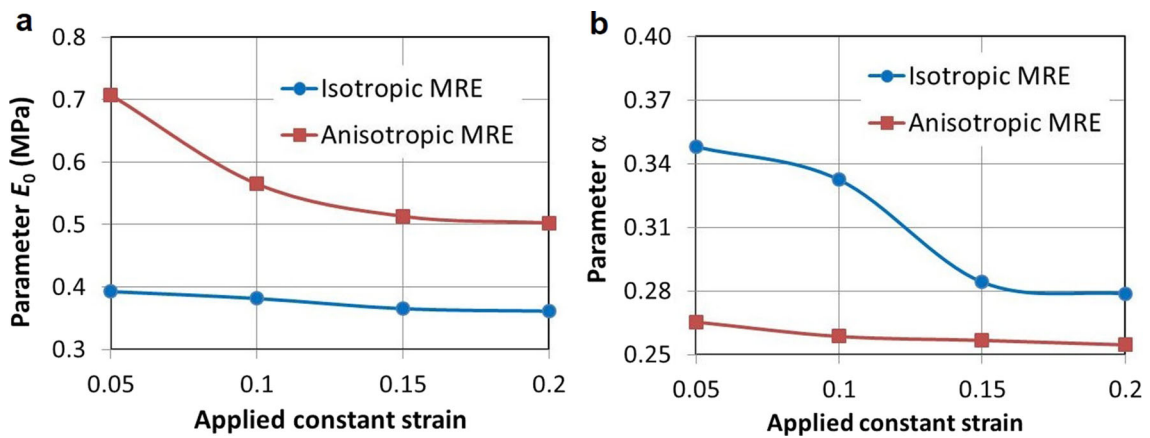 a
0.8
0.7
0.6
0.5
0.4
0.3
Parameter E₀ (MPa)
Isotropic MRE
Anisotropic MRE
0.05 0.1 0.15 0.2
Applied constant strain
b
0.40
0.37
0.34
0.31
0.28
0.25
Parameter α
Isotropic MRE
Anisotropic MRE
0.05 0.1 0.15 0.2
Applied constant strain